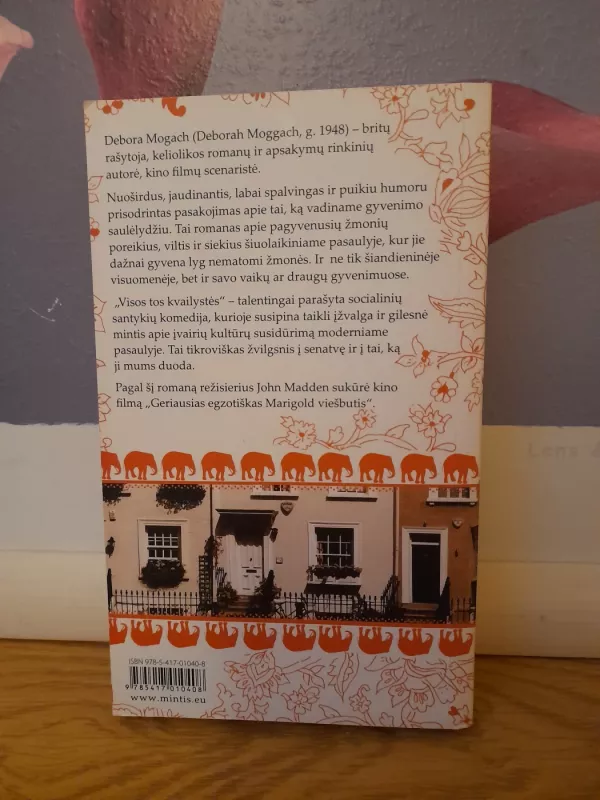 Debora Mogach (Deborah Moggach, g. 1948) – britų
rašytoja, keliolikos romanų ir apsakymų rinkinių
autorė, kino filmų scenaristė.
Nuoširdus, jaudinantis, labai spalvingas ir puikiu humoru
prisodrintas pasakojimas apie tai, ką vadiname gyvenimo
saulėlydžiu. Tai romanas apie pagyvenusių žmonių
poreikius, viltis ir siekius šiuolaikiniame pasaulyje, kur jie
dažnai gyvena lyg nematomi žmonės. Ir ne tik šiandieninėje
visuomenėje, bet ir savo vaikų ar draugų gyvenimuose.
„Visos tos kvailystės“ – talentingai parašyta socialinių
santykių komedija, kurioje susipina taikli įžvalga ir gilesnė
mintis apie įvairių kultūrų susidūrimą moderniame
pasaulyje. Tai tikroviškas žvilgsnis į senatvę ir į tai, ką
ji mums duoda.
Pagal šį romaną režisierius John Madden sukūrė kino
filmą „Geriausias egzotiškas Marigold viešbutis“.
ISBN 978-5-417-01040-8
9 785417 010408
www.mintis.eu